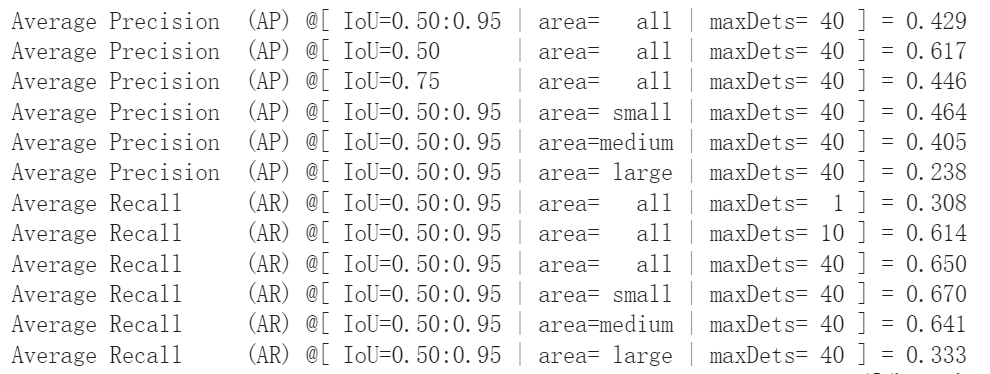 Average Precision  (AP) @[ IoU=0.50:0.95 | area=   all | maxDets= 40 ] = 0.429
Average Precision  (AP) @[ IoU=0.50      | area=   all | maxDets= 40 ] = 0.617
Average Precision  (AP) @[ IoU=0.75      | area=   all | maxDets= 40 ] = 0.446
Average Precision  (AP) @[ IoU=0.50:0.95 | area= small | maxDets= 40 ] = 0.464
Average Precision  (AP) @[ IoU=0.50:0.95 | area=medium | maxDets= 40 ] = 0.405
Average Precision  (AP) @[ IoU=0.50:0.95 | area= large | maxDets= 40 ] = 0.238
Average Recall     (AR) @[ IoU=0.50:0.95 | area=   all | maxDets=  1 ] = 0.308
Average Recall     (AR) @[ IoU=0.50:0.95 | area=   all | maxDets= 10 ] = 0.614
Average Recall     (AR) @[ IoU=0.50:0.95 | area=   all | maxDets= 40 ] = 0.650
Average Recall     (AR) @[ IoU=0.50:0.95 | area= small | maxDets= 40 ] = 0.670
Average Recall     (AR) @[ IoU=0.50:0.95 | area=medium | maxDets= 40 ] = 0.641
Average Recall     (AR) @[ IoU=0.50:0.95 | area= large | maxDets= 40 ] = 0.333